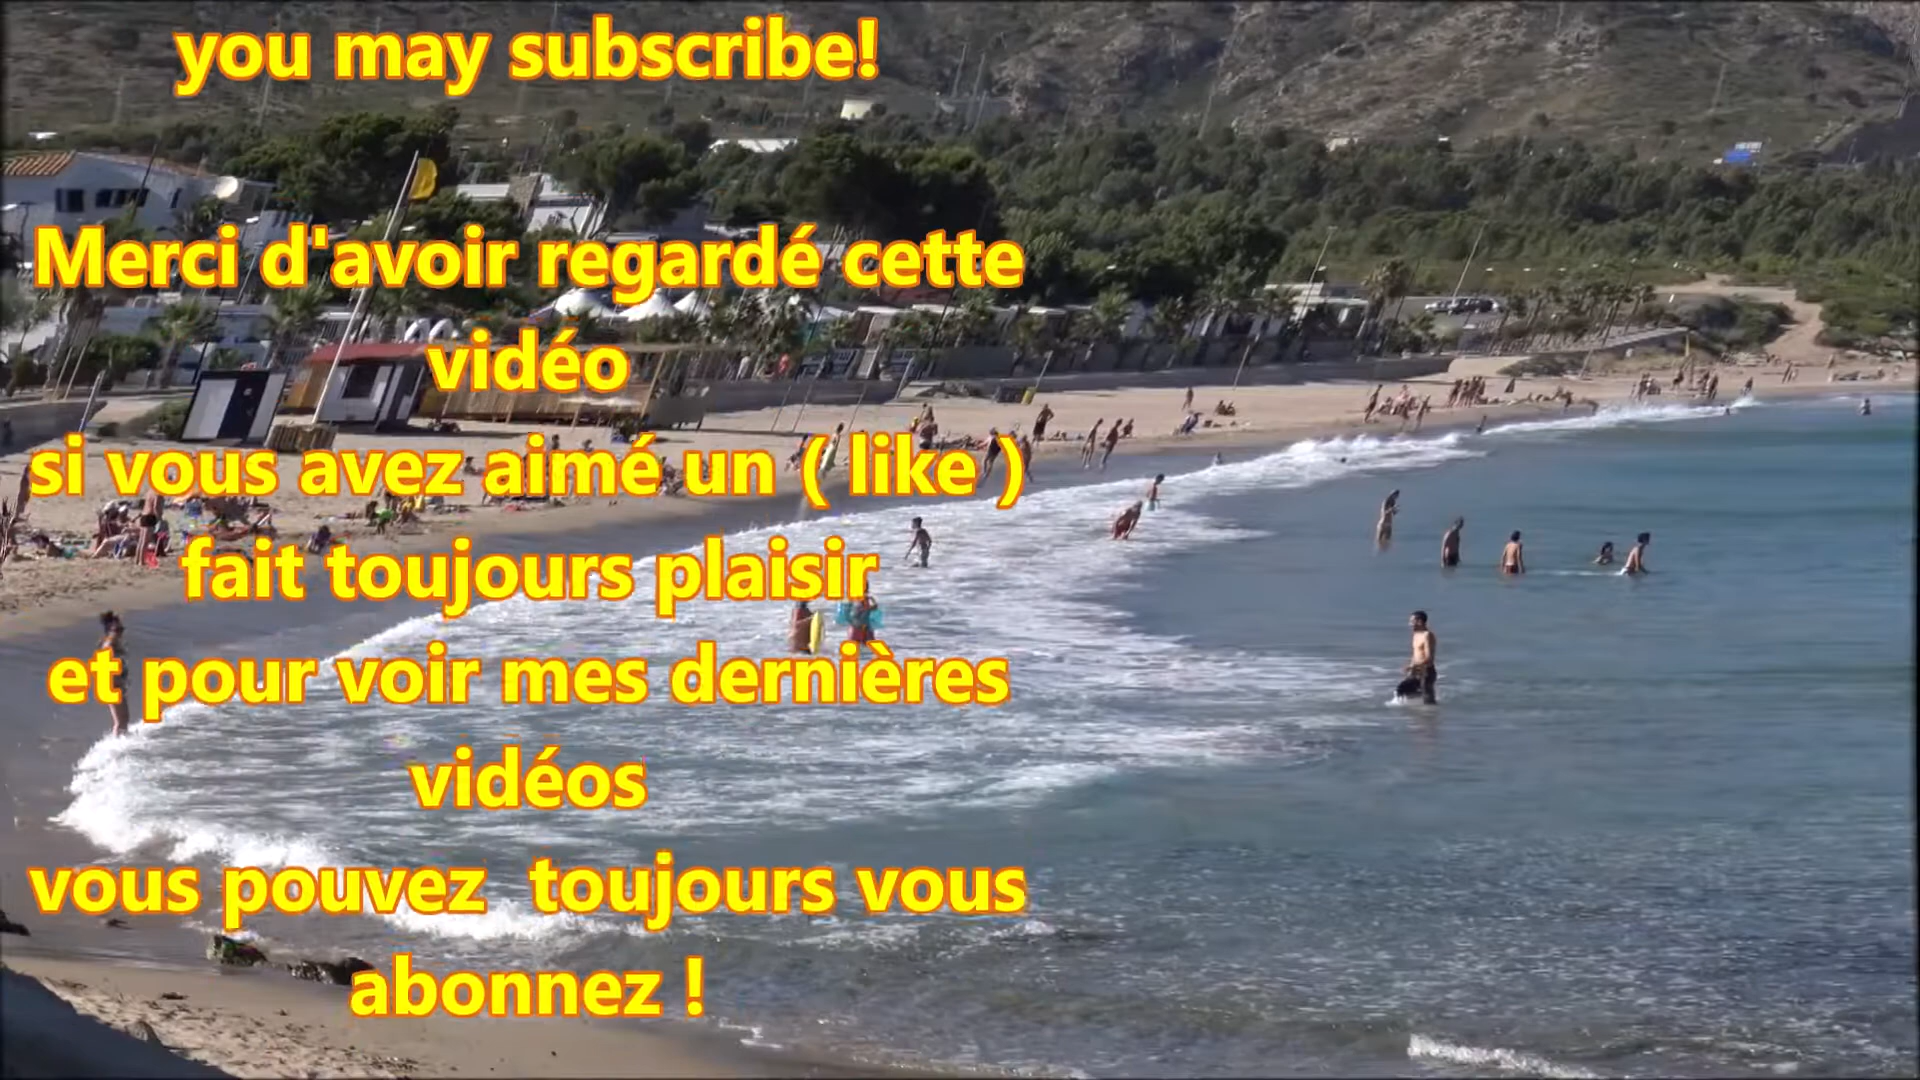 you may subscribe!
Merci d'avoir regardé cette
vidéo
si vous avez aimé un ( like )
fait toujours plaisir
et pour voir mes dernières
vidéos
vous pouvez  toujours vous
abonnez !